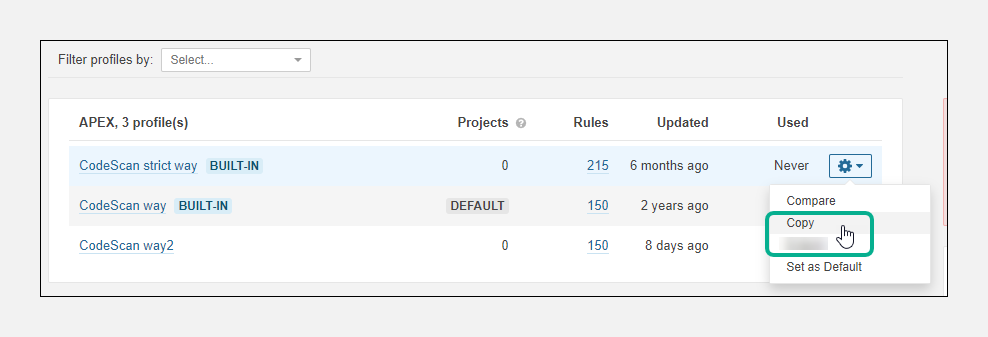 Filter profiles by: Select...
APEX, 3 profile(s) Projects ? Rules Updated Used
CodeScan strict way BUILT-IN 0 215 6 months ago Never
CodeScan way BUILT-IN DEFAULT 150 2 years ago
CodeScan way2 0 150 8 days ago
Compare
Copy
Set as Default